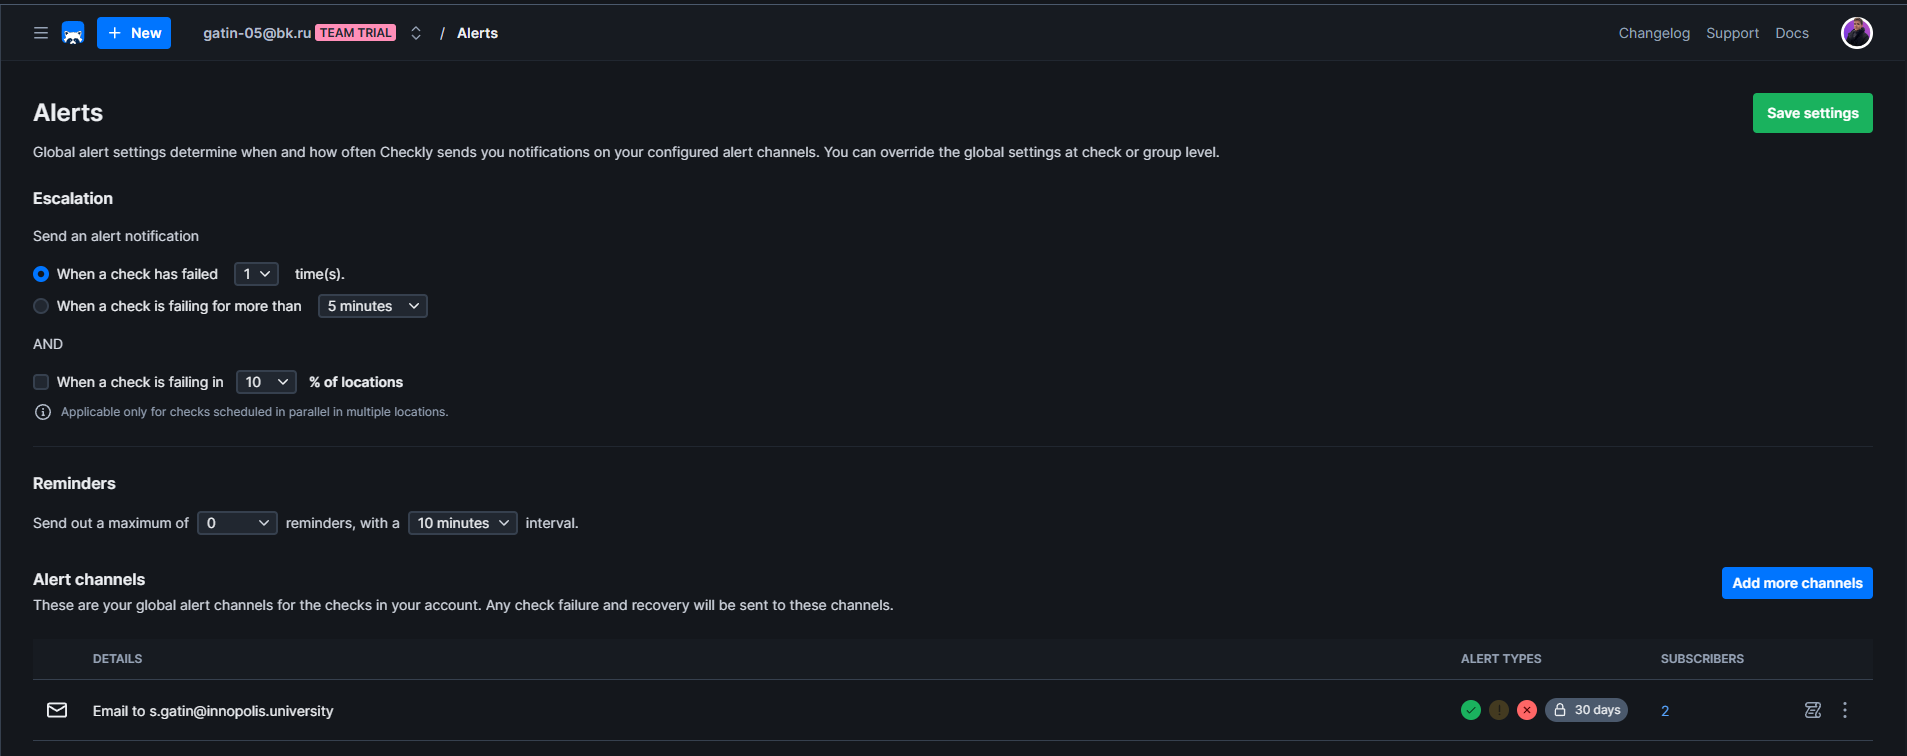 New
gatin-05@bk.ru TEAM TRIAL / Alerts
Changelog Support Docs
Alerts
Save settings
Global alert settings determine when and how often Checkly sends you notifications on your configured alert channels. You can override the global settings at check or group level.
Escalation
Send an alert notification
When a check has failed 1 time(s).
When a check is failing for more than 5 minutes
AND
When a check is failing in 10 % of locations
Applicable only for checks scheduled in parallel in multiple locations.
Reminders
Send out a maximum of 0 reminders, with a 10 minutes interval.
Alert channels
Add more channels
These are your global alert channels for the checks in your account. Any check failure and recovery will be sent to these channels.
DETAILS ALERT TYPES SUBSCRIBERS
Email to s.gatin@innopolis.university 30 days 2